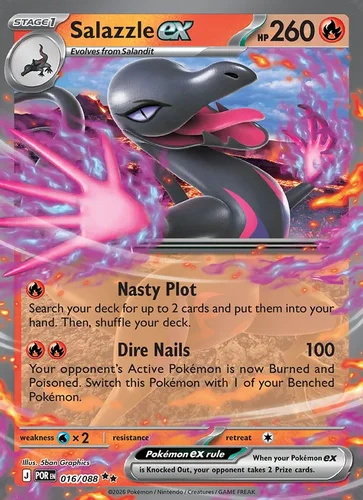 STAGE 1 Salazzle ex HP 260
Evolves from Salandit
Nasty Plot
Search your deck for up to 2 cards and put them into your
hand. Then, shuffle your deck.
Dire Nails 100
Your opponent's Active Pokémon is now Burned and
Poisoned. Switch this Pokémon with 1 of your Benched
Pokémon.
weakness ×2 resistance retreat
Illus. 5ban Graphics
Pokémon ex rule When your Pokémon ex
is Knocked Out, your opponent takes 2 Prize cards.
J POR EN 016/088
©2026 Pokémon / Nintendo / Creatures / GAME FREAK